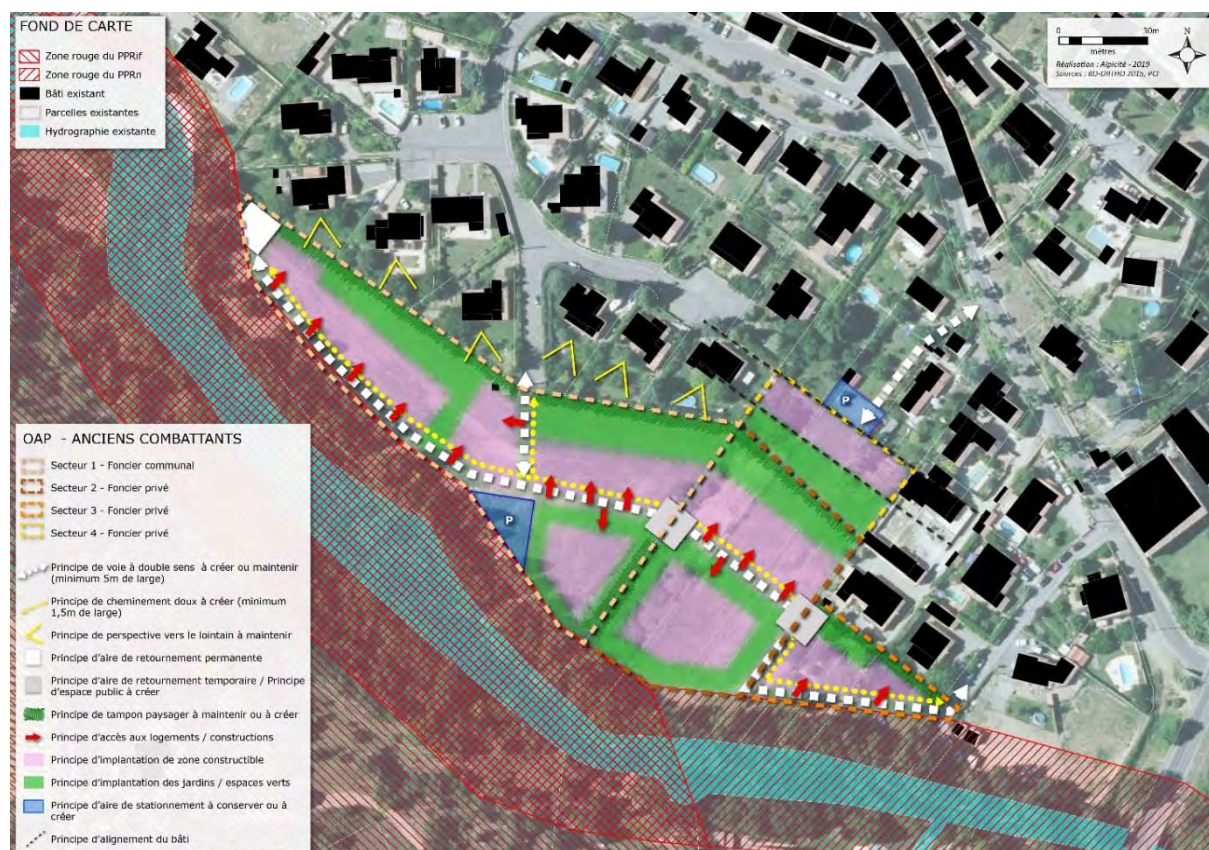 FOND DE CARTE
Zone rouge du PPRif
Zone rouge du PPRn
Bâti existant
Parcelles existantes
Hydrographie existante
0 30m
mètres
N
Réalisation : Alpicité - 2019
Sources : BD-ORTHO 2015, PCI
P
P
OAP - ANCIENS COMBATTANTS
Secteur 1 - Foncier communal
Secteur 2 - Foncier privé
Secteur 3 - Foncier privé
Secteur 4 - Foncier privé
Principe de voie à double sens à créer ou maintenir
(minimum 5m de large)
Principe de cheminement doux à créer (minimum
1,5m de large)
Principe de perspective vers le lointain à maintenir
Principe d'aire de retournement permanente
Principe d'aire de retournement temporaire / Principe
d'espace public à créer
Principe de tampon paysager à maintenir ou à créer
Principe d'accès aux logements / constructions
Principe d'implantation de zone constructible
Principe d'implantation des jardins / espaces verts
Principe d'aire de stationnement à conserver ou à
créer
Principe d'alignement du bâti